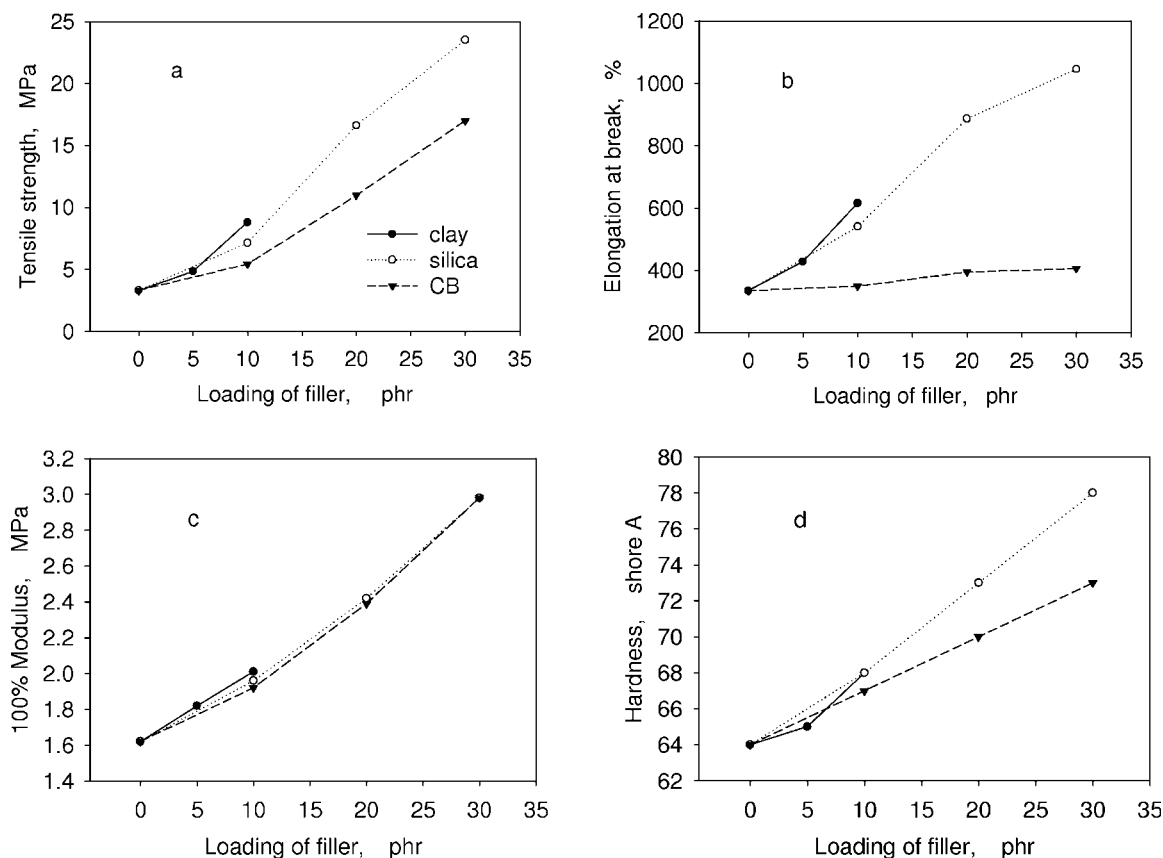 25
20
15
10
5
0
Tensile strength, MPa
a
clay
silica
CB
0 5 10 15 20 25 30 35
Loading of filler, phr
1200
1000
800
600
400
200
Elongation at break, %
b
0 5 10 15 20 25 30 35
Loading of filler, phr
3.2
3.0
2.8
2.6
2.4
2.2
2.0
1.8
1.6
1.4
100% Modulus, MPa
c
0 5 10 15 20 25 30 35
Loading of filler, phr
80
78
76
74
72
70
68
66
64
62
Hardness, shore A
d
0 5 10 15 20 25 30 35
Loading of filler, phr